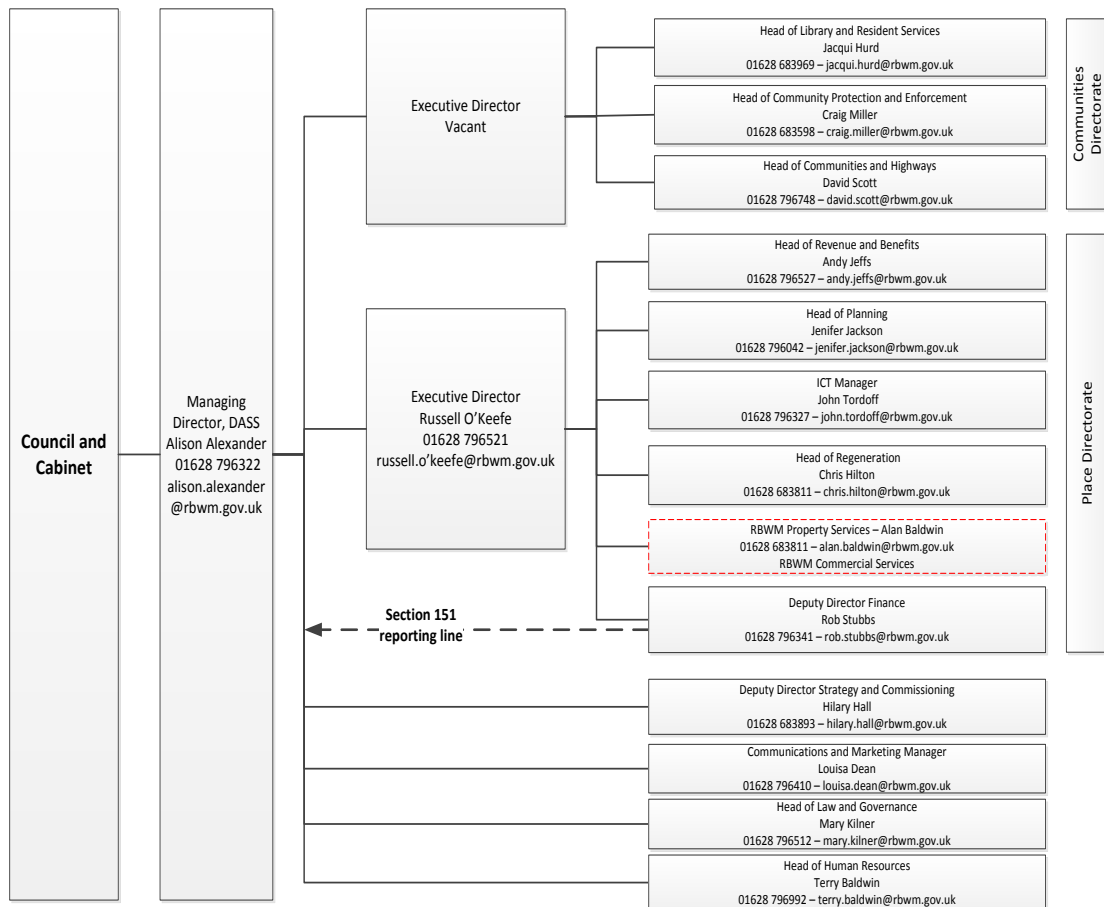 Council and
Cabinet
Managing
Director, DASS
Alison Alexander
01628 796322
alison.alexander
@rbwm.gov.uk
Executive Director
Vacant
Head of Library and Resident Services
Jacqui Hurd
01628 683969 – jacqui.hurd@rbwm.gov.uk
Head of Community Protection and Enforcement
Craig Miller
01628 683598 – craig.miller@rbwm.gov.uk
Head of Communities and Highways
David Scott
01628 796748 – david.scott@rbwm.gov.uk
Communities
Directorate
Executive Director
Russell O’Keefe
01628 796521
russell.o’keefe@rbwm.gov.uk
Head of Revenue and Benefits
Andy Jeffs
01628 796527 – andy.jeffs@rbwm.gov.uk
Head of Planning
Jenifer Jackson
01628 796042 – jenifer.jackson@rbwm.gov.uk
ICT Manager
John Tordoff
01628 796327 – john.tordoff@rbwm.gov.uk
Head of Regeneration
Chris Hilton
01628 683811 – chris.hilton@rbwm.gov.uk
RBWM Property Services – Alan Baldwin
01628 683811 – alan.baldwin@rbwm.gov.uk
RBWM Commercial Services
Deputy Director Finance
Rob Stubbs
01628 796341 – rob.stubbs@rbwm.gov.uk
Place Directorate
Section 151
reporting line
Deputy Director Strategy and Commissioning
Hilary Hall
01628 683893 – hilary.hall@rbwm.gov.uk
Communications and Marketing Manager
Louisa Dean
01628 796410 – louisa.dean@rbwm.gov.uk
Head of Law and Governance
Mary Kilner
01628 796512 – mary.kilner@rbwm.gov.uk
Head of Human Resources
Terry Baldwin
01628 796992 – terry.baldwin@rbwm.gov.uk